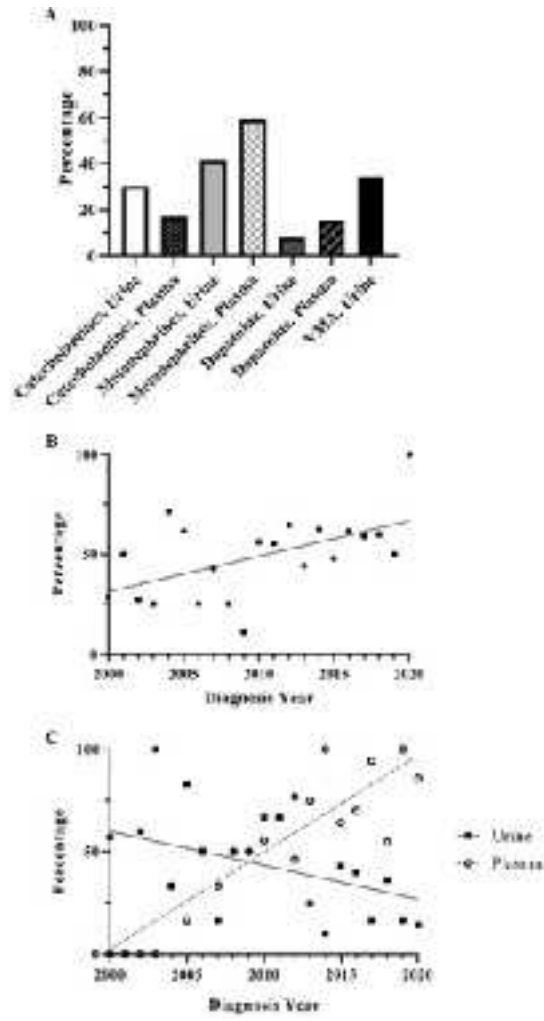 A
Percentage
100
80
60
40
20
0
Catecholamines, Urine
Catecholamines, Plasma
Metanephrines, Urine
Metanephrines, Plasma
Dopamine, Urine
Dopamine, Plasma
VMA, Urine
B
Percentage
100
50
0
2000 2005 2010 2015 2020
Diagnosis Year
C
Percentage
100
50
0
2000 2005 2010 2015 2020
Diagnosis Year
Urine
Plasma